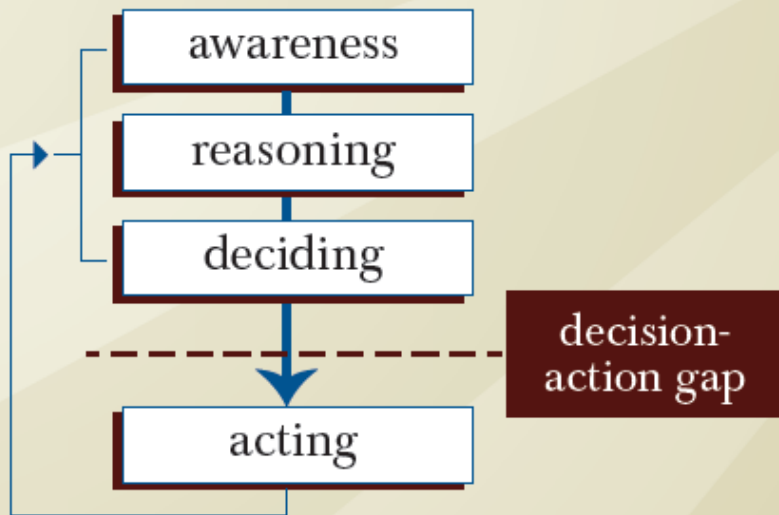 awareness
reasoning
deciding
decision-
action gap
acting